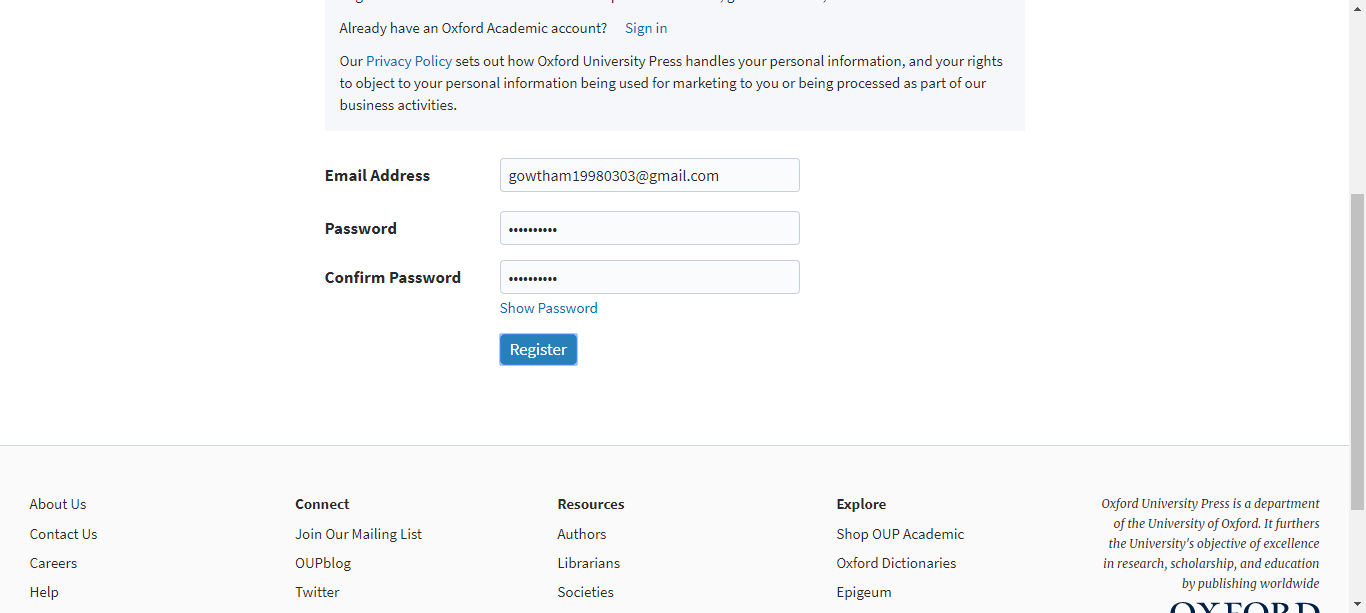 Already have an Oxford Academic account? Sign in
Our Privacy Policy sets out how Oxford University Press handles your personal information, and your rights
to object to your personal information being used for marketing to you or being processed as part of our
business activities.
Email Address gowtham19980303@gmail.com
Password ••••••••••
Confirm Password ••••••••••
Show Password
Register
About Us
Contact Us
Careers
Help
Connect
Join Our Mailing List
OUPblog
Twitter
Resources
Authors
Librarians
Societies
Explore
Shop OUP Academic
Oxford Dictionaries
Epigeum
Oxford University Press is a department
of the University of Oxford. It furthers
the University's objective of excellence
in research, scholarship, and education
by publishing worldwide
OXFORD